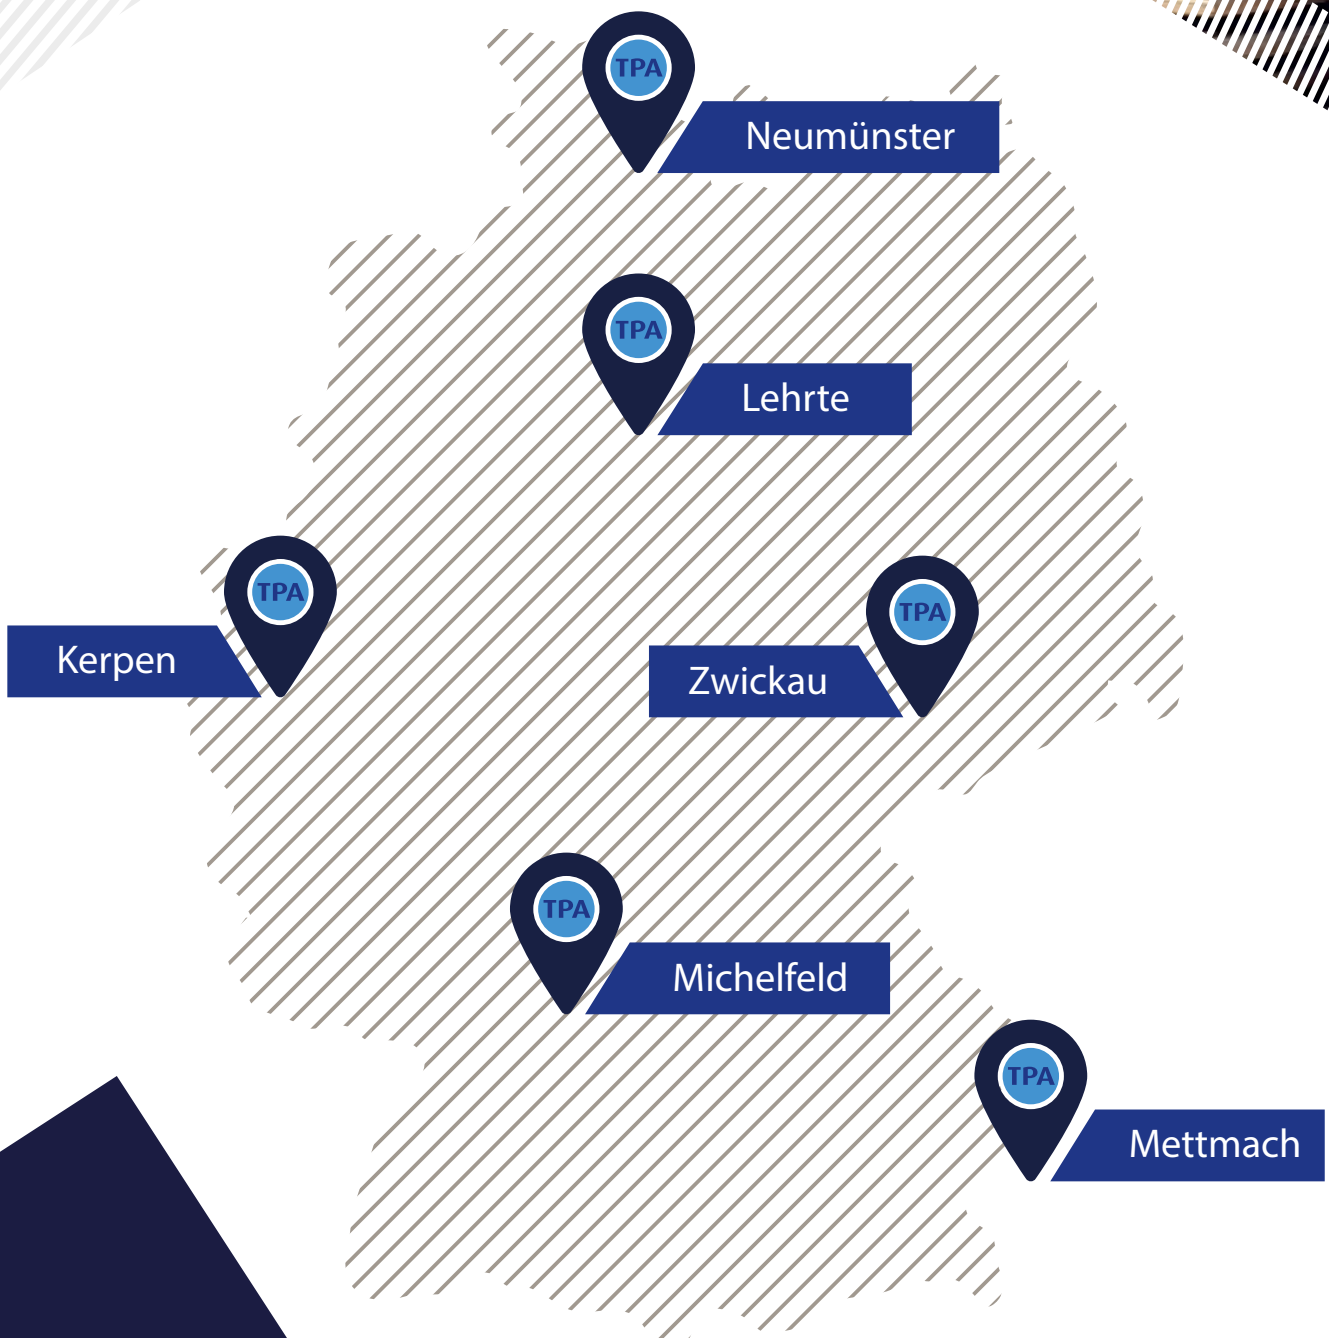 TPA
Neumünster
TPA
Lehrte
TPA
Kerpen
TPA
Zwickau
TPA
Michelfeld
TPA
Mettmach